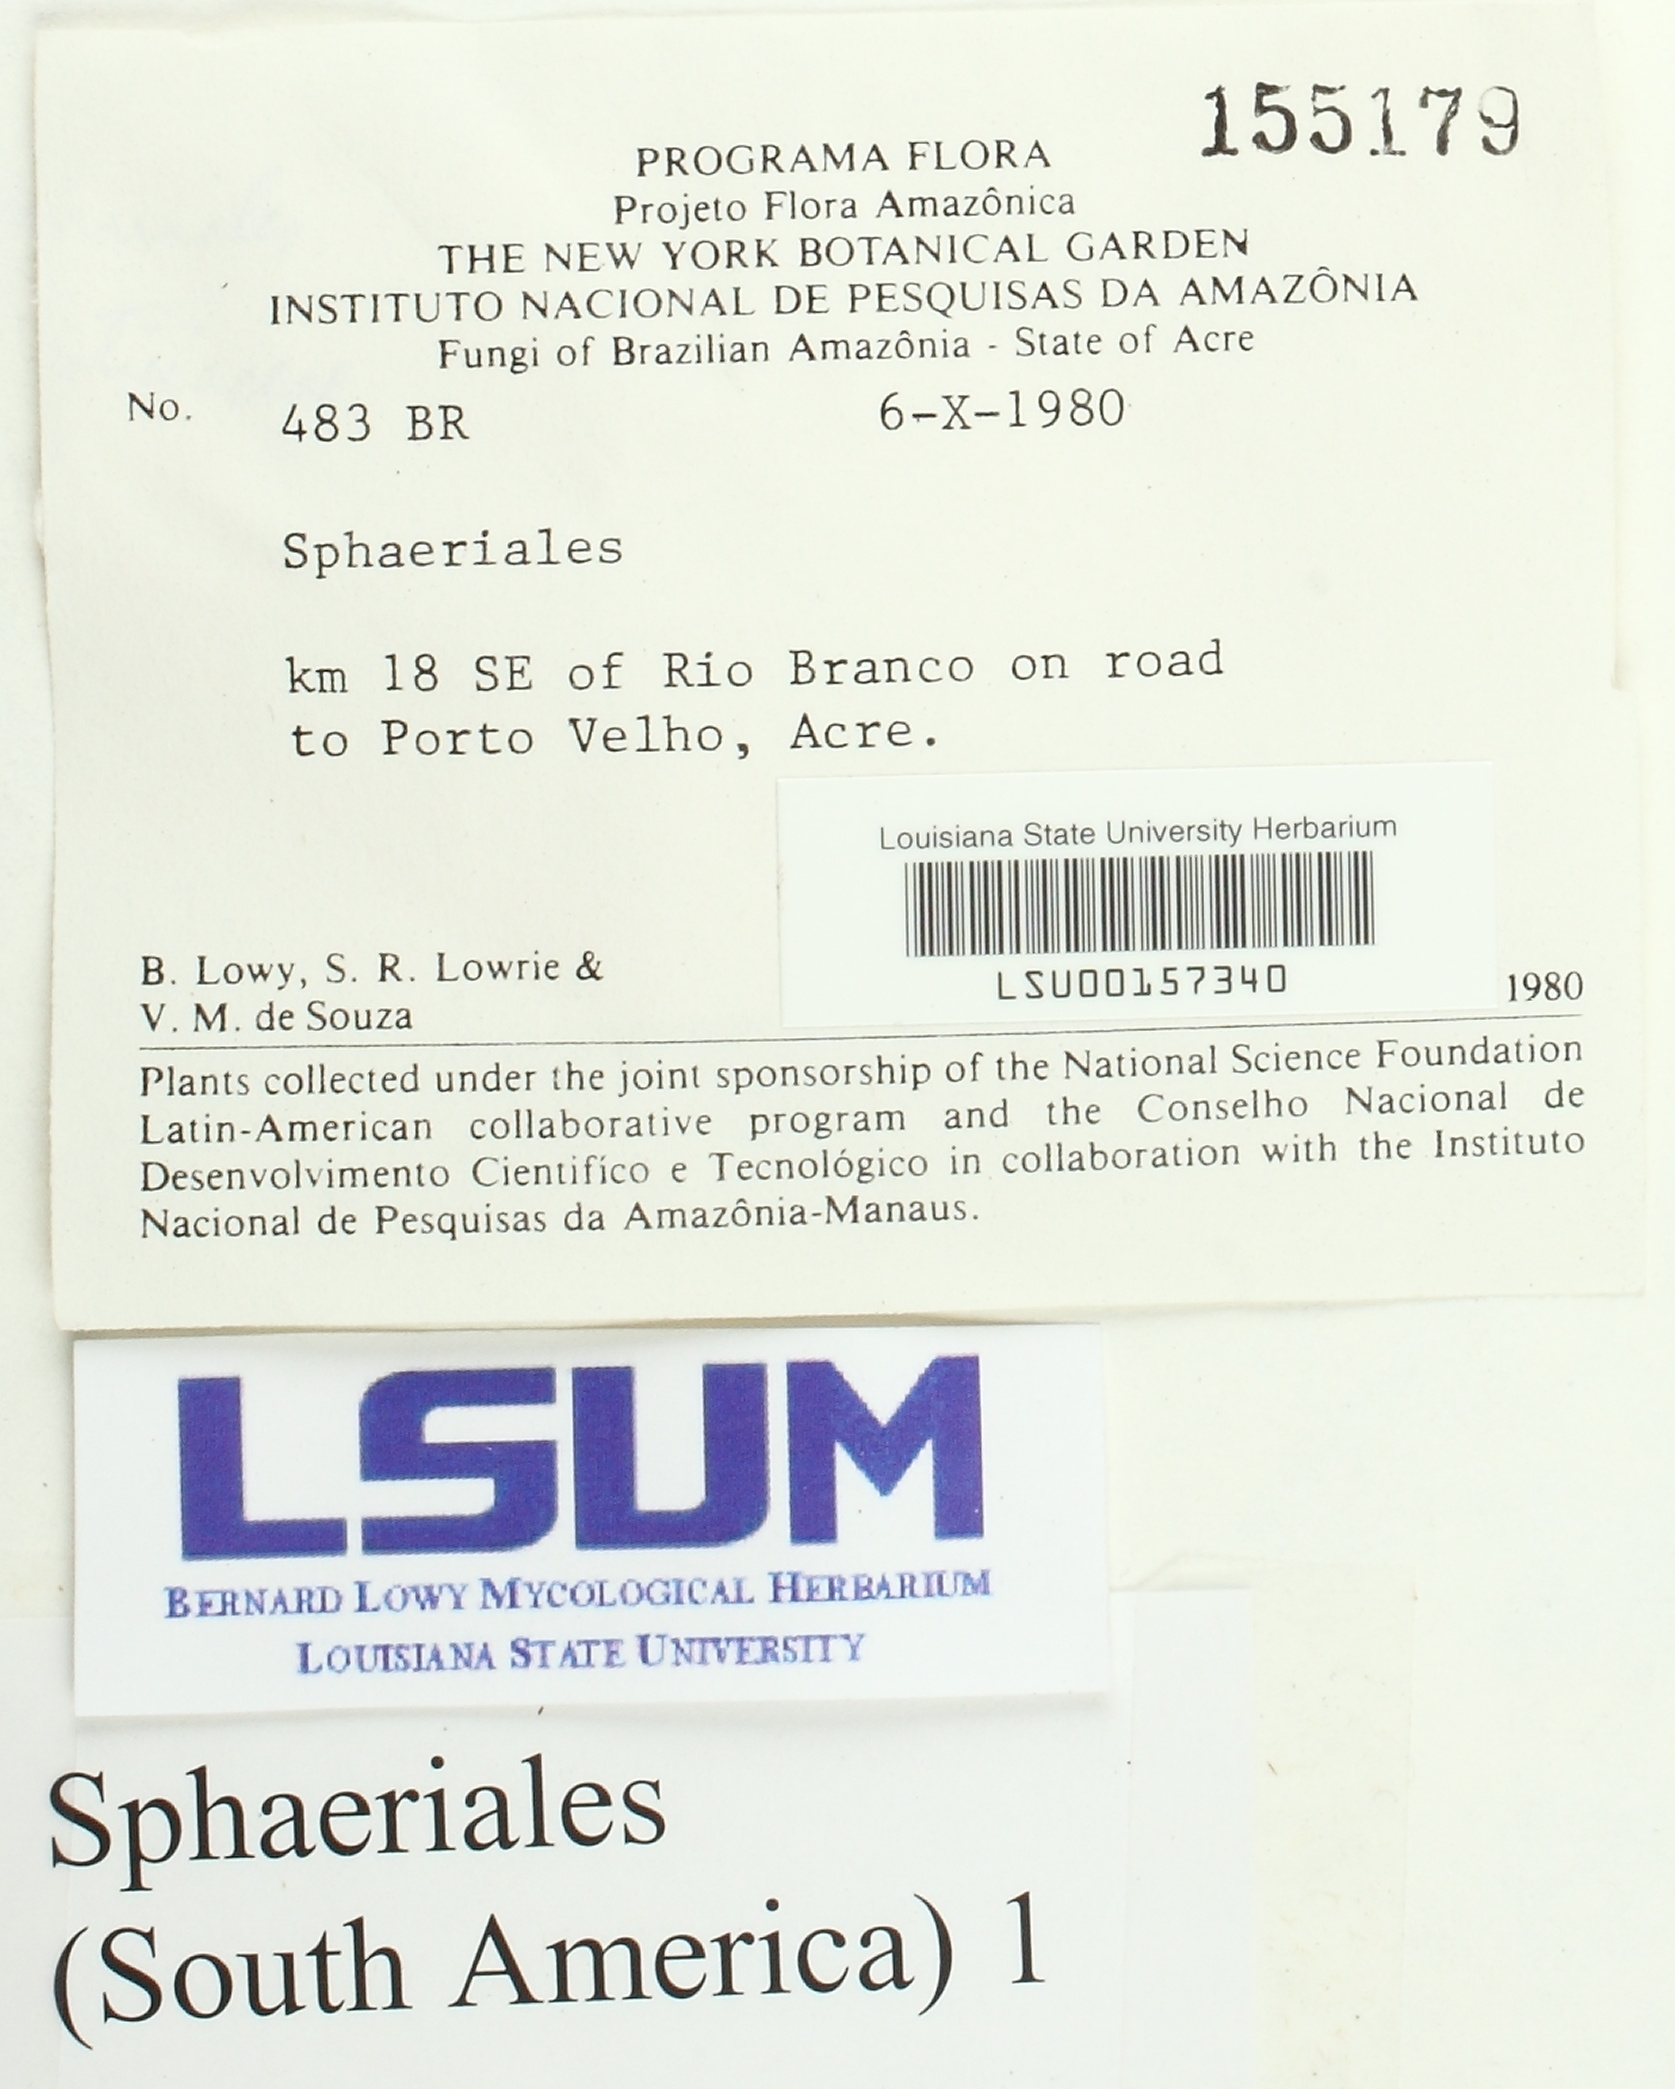 155179
PROGRAMA FLORA
Projeto Flora Amazônica
THE NEW YORK BOTANICAL GARDEN
INSTITUTO NACIONAL DE PESQUISAS DA AMAZÔNIA
Fungi of Brazilian Amazônia - State of Acre
No. 483 BR 6-X-1980
Sphaeriales
km 18 SE of Rio Branco on road
to Porto Velho, Acre.
Louisiana State University Herbarium
LSU00157340
B. Lowy, S. R. Lowrie &
V. M. de Souza
1980
Plants collected under the joint sponsorship of the National Science Foundation
Latin-American collaborative program and the Conselho Nacional de
Desenvolvimento Cientifíco e Tecnológico in collaboration with the Instituto
Nacional de Pesquisas da Amazônia-Manaus.
LSUM
BERNARD LOWY MYCOLOGICAL HERBARIUM
LOUISIANA STATE UNIVERSITY
Sphaeriales
(South America) 1